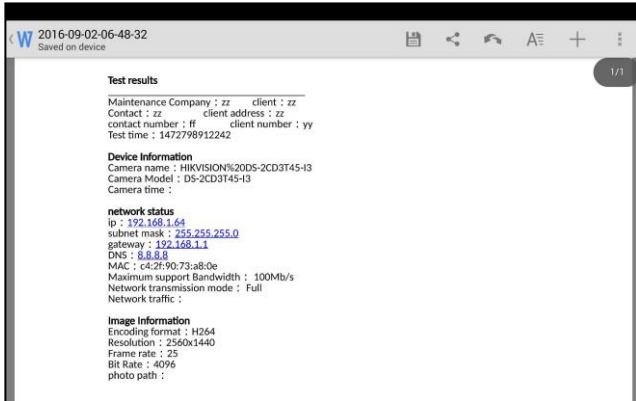 2016-09-02-06-48-32
Saved on device
1/1
Test results
Maintenance Company：zz client：zz
Contact：zz client address：zz
contact number：ff client number：yy
Test time：1472798912242
Device Information
Camera name：HIKVISION%20DS-2CD3T45-I3
Camera Model：DS-2CD3T45-I3
Camera time：
network status
ip：192.168.1.64
subnet mask：255.255.255.0
gateway：192.168.1.1
DNS：8.8.8.8
MAC：c4:2f:90:73:a8:0e
Maximum support Bandwidth：100Mb/s
Network transmission mode：Full
Network traffic：
Image Information
Encoding format：H264
Resolution：2560x1440
Frame rate：25
Bit Rate：4096
photo path：